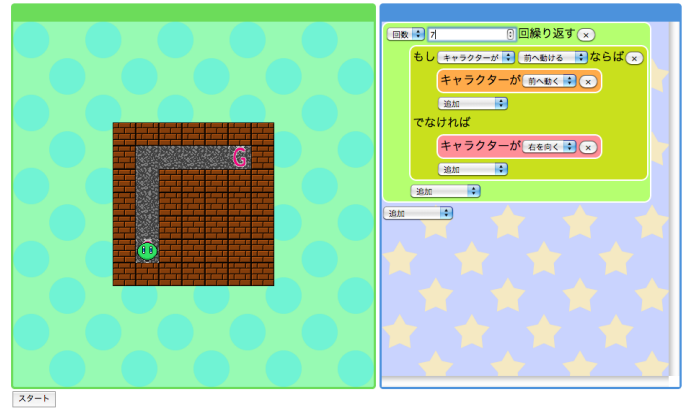 G
スタート
回数 7 回繰り返す ×
もし キャラクターが 前へ動ける ならば ×
キャラクターが 前へ動く ×
追加
でなければ
キャラクターが 右を向く ×
追加
追加
追加